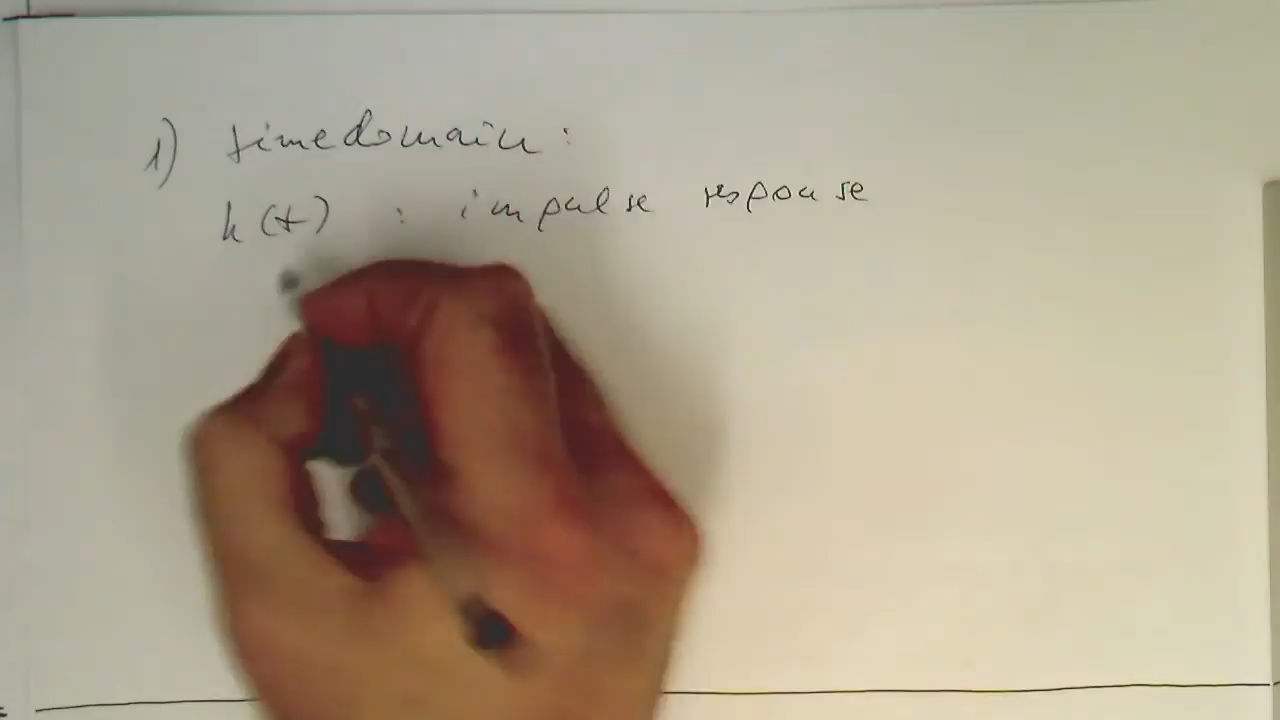 1) timedomain:
h(t) : impulse response